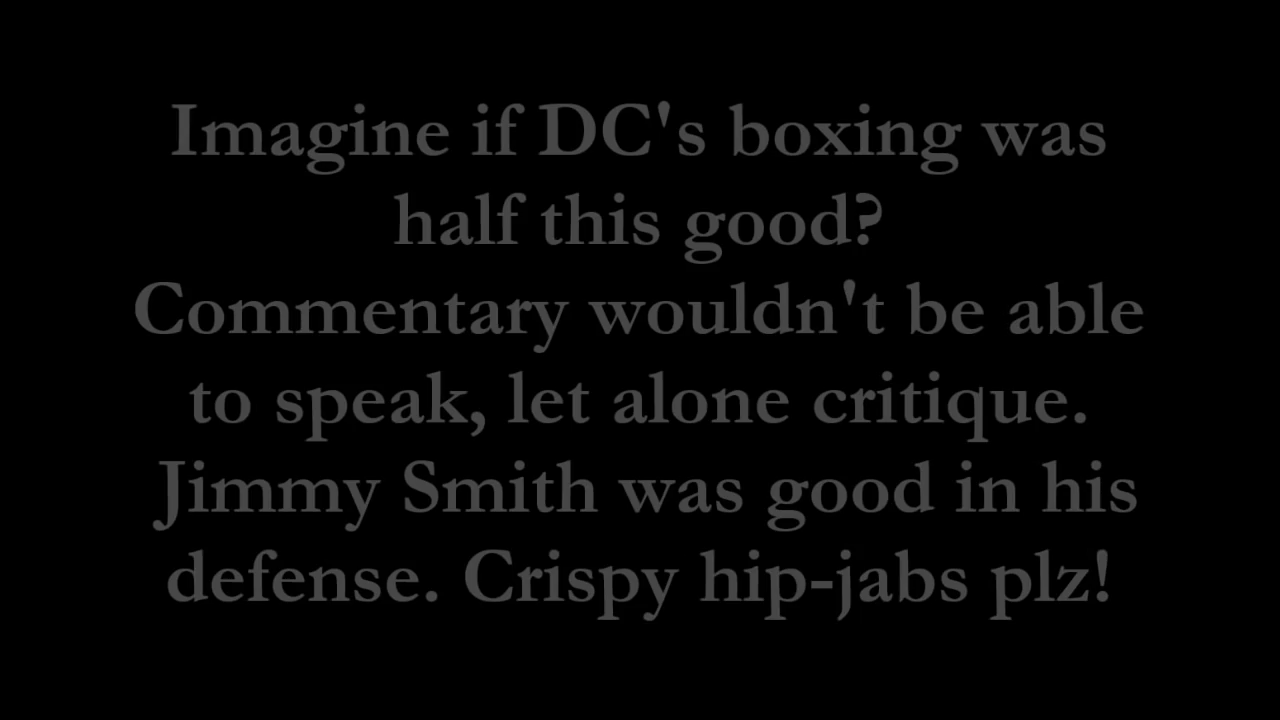 Imagine if DC's boxing was
half this good?
Commentary wouldn't be able
to speak, let alone critique.
Jimmy Smith was good in his
defense. Crispy hip-jabs plz!